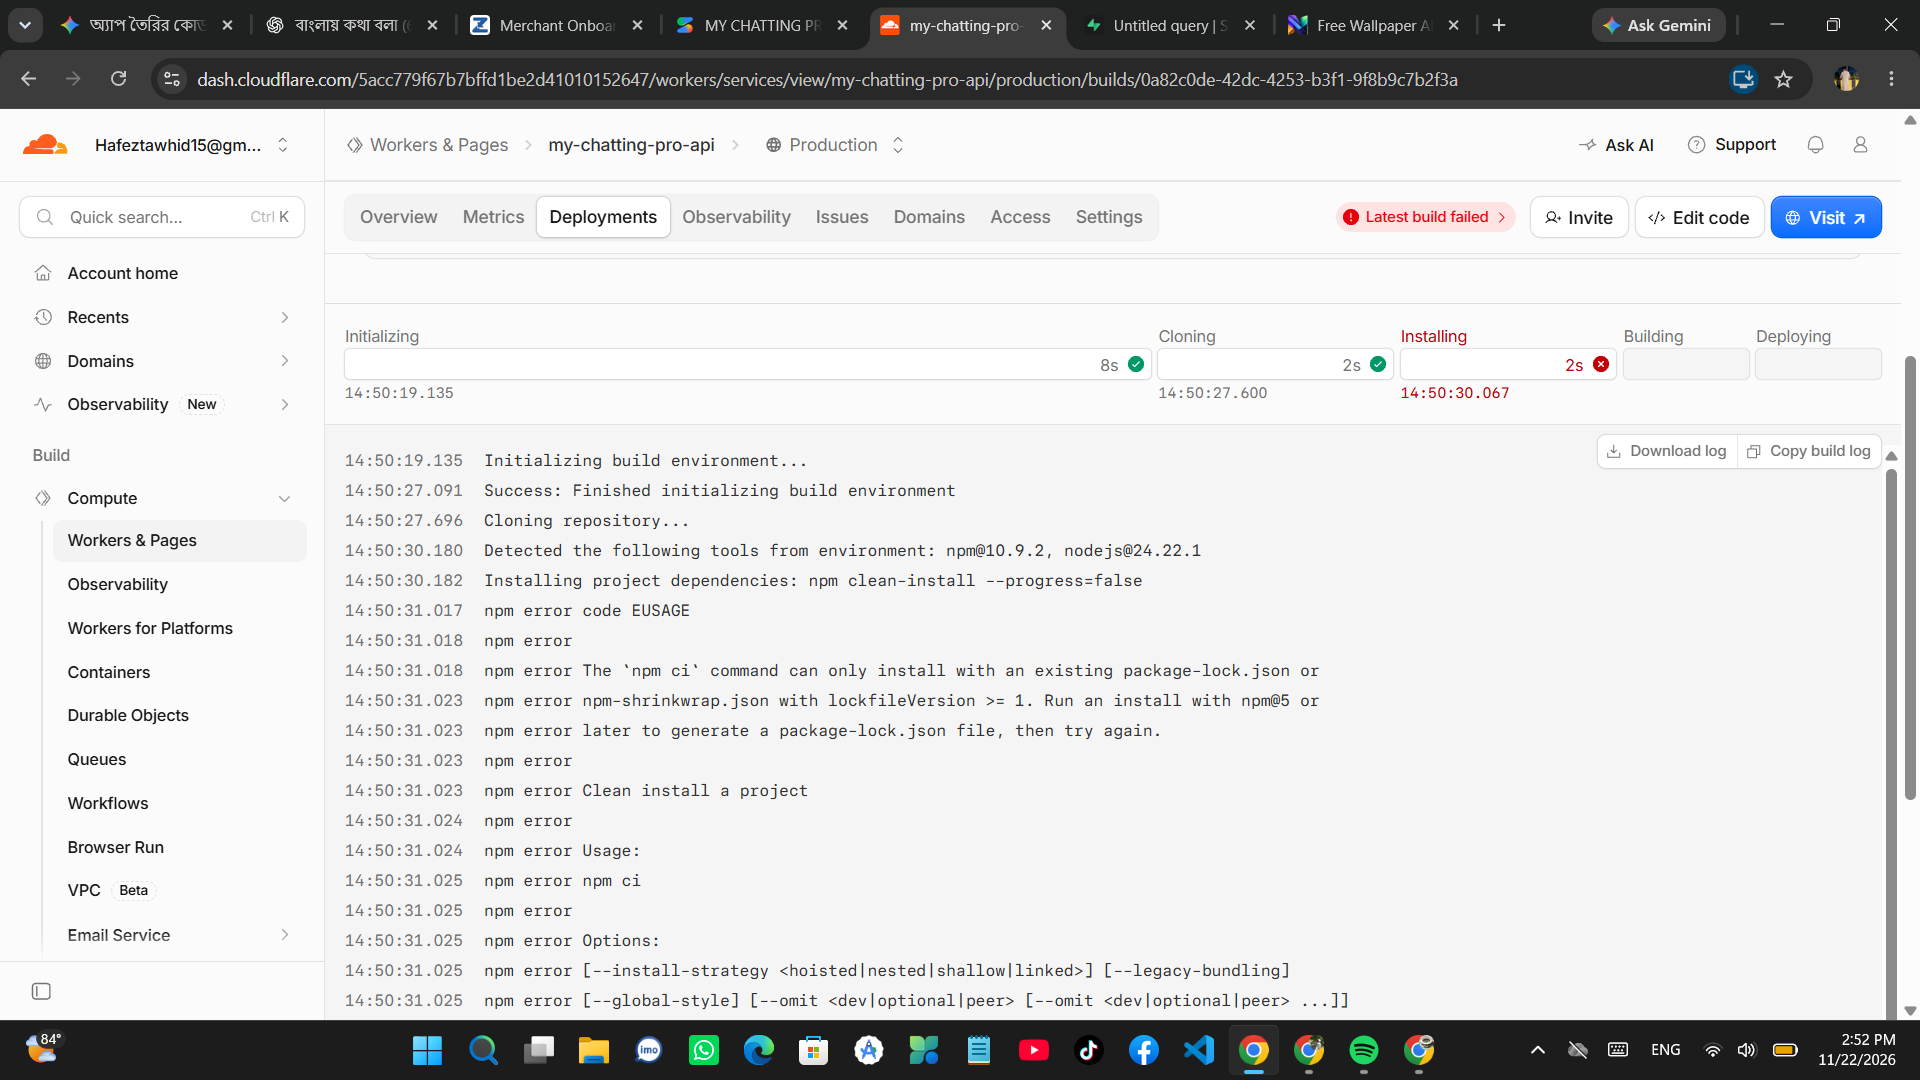 অ্যাপ তৈরির কোড
বাংলায় কথা বলা (
Merchant Onboa
MY CHATTING PR
my-chatting-pro-
Untitled query | S
Free Wallpaper A
Ask Gemini
dash.cloudflare.com/5acc779f67b7bffd1be2d41010152647/workers/services/view/my-chatting-pro-api/production/builds/0a82c0de-42dc-4253-b3f1-9f8b9c7b2f3a
Hafeztawhid15@gm...
Workers & Pages
my-chatting-pro-api
Production
Ask AI
Support
Quick search...
Ctrl K
Overview
Metrics
Deployments
Observability
Issues
Domains
Access
Settings
Latest build failed
Invite
Edit code
Visit
Account home
Recents
Domains
Observability New
Build
Compute
Workers & Pages
Observability
Workers for Platforms
Containers
Durable Objects
Queues
Workflows
Browser Run
VPC Beta
Email Service
Initializing
8s
14:50:19.135
Cloning
2s
14:50:27.600
Installing
2s
14:50:30.067
Building
Deploying
Download log
Copy build log
14:50:19.135 Initializing build environment...
14:50:27.091 Success: Finished initializing build environment
14:50:27.696 Cloning repository...
14:50:30.180 Detected the following tools from environment: npm@10.9.2, nodejs@24.22.1
14:50:30.182 Installing project dependencies: npm clean-install --progress=false
14:50:31.017 npm error code EUSAGE
14:50:31.018 npm error
14:50:31.018 npm error The `npm ci` command can only install with an existing package-lock.json or
14:50:31.023 npm error npm-shrinkwrap.json with lockfileVersion >= 1. Run an install with npm@5 or
14:50:31.023 npm error later to generate a package-lock.json file, then try again.
14:50:31.023 npm error
14:50:31.023 npm error Clean install a project
14:50:31.024 npm error
14:50:31.024 npm error Usage:
14:50:31.025 npm error npm ci
14:50:31.025 npm error
14:50:31.025 npm error Options:
14:50:31.025 npm error [--install-strategy <hoisted|nested|shallow|linked>] [--legacy-bundling]
14:50:31.025 npm error [--global-style] [--omit <dev|optional|peer> [--omit <dev|optional|peer> ...]]
84°
imo
ENG
2:52 PM
11/22/2026